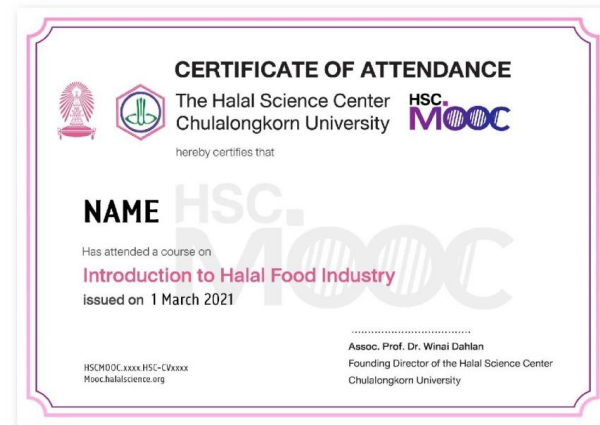 CERTIFICATE OF ATTENDANCE
The Halal Science Center
Chulalongkorn University
HSC.
MOOC
hereby certifies that
HSC.
MOOC
NAME
Has attended a course on
Introduction to Halal Food Industry
issued on 1 March 2021
....................................
Assoc. Prof. Dr. Winai Dahlan
Founding Director of the Halal Science Center
Chulalongkorn University
HSCMOOC.xxxx.HSC-CVxxxx
Mooc.halalscience.org